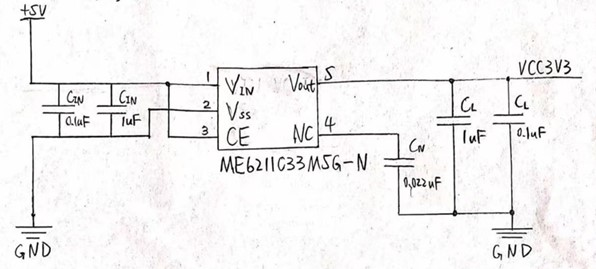 +5V
1
VIN
Vout
5
VCC3V3
CIN
0.1uF
CIN
1uF
2
VSS
3
CE
NC
4
CL
1uF
CL
0.1uF
CN
0.022uF
ME6211C33M5G-N
GND
GND